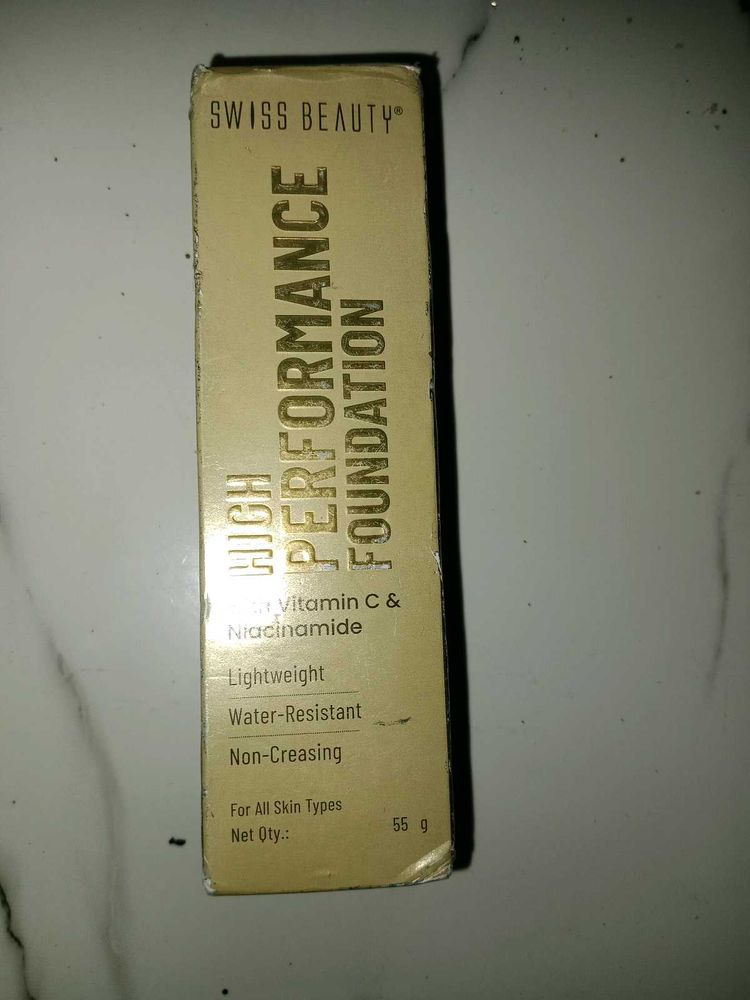 SWISS BEAUTY®
HIGH
PERFORMANCE
FOUNDATION
Vitamin C &
Niacinamide
Lightweight
Water-Resistant
Non-Creasing
For All Skin Types
Net Qty.: 55 g